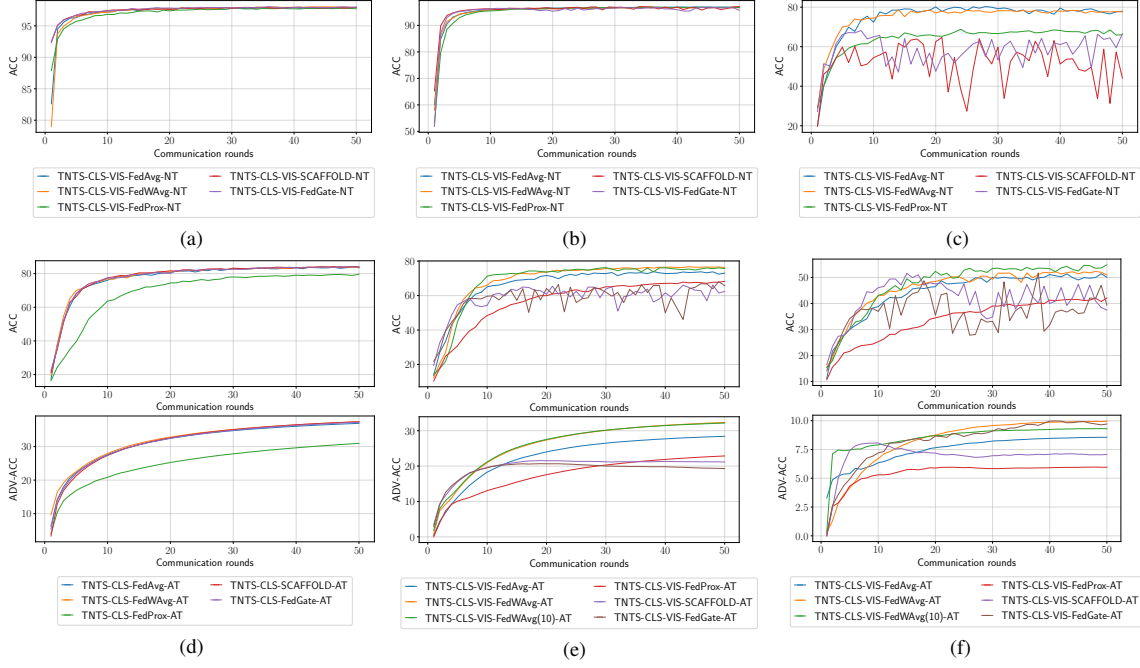 95
90
85
80
ACC
0
10
20
30
40
50
Communication rounds
TNTS-CLS-VIS-FedAvg-NT
TNTS-CLS-VIS-SCAFFOLD-NT
TNTS-CLS-VIS-FedWAvg-NT
TNTS-CLS-VIS-FedGate-NT
TNTS-CLS-VIS-FedProx-NT
(a)
90
80
70
60
50
ACC
0
10
20
30
40
50
Communication rounds
TNTS-CLS-VIS-FedAvg-NT
TNTS-CLS-VIS-SCAFFOLD-NT
TNTS-CLS-VIS-FedWAvg-NT
TNTS-CLS-VIS-FedGate-NT
TNTS-CLS-VIS-FedProx-NT
(b)
80
60
40
20
ACC
0
10
20
30
40
50
Communication rounds
TNTS-CLS-VIS-FedAvg-NT
TNTS-CLS-VIS-SCAFFOLD-NT
TNTS-CLS-VIS-FedWAvg-NT
TNTS-CLS-VIS-FedGate-NT
TNTS-CLS-VIS-FedProx-NT
(c)
80
60
40
20
ACC
0
10
20
30
40
50
Communication rounds
30
20
10
ADV-ACC
0
10
20
30
40
50
Communication rounds
TNTS-CLS-FedAvg-AT
TNTS-CLS-SCAFFOLD-AT
TNTS-CLS-FedWAvg-AT
TNTS-CLS-FedGate-AT
TNTS-CLS-FedProx-AT
(d)
80
60
40
20
ACC
0
10
20
30
40
50
Communication rounds
40
30
20
10
0
ADV-ACC
0
10
20
30
40
50
Communication rounds
TNTS-CLS-VIS-FedAvg-AT
TNTS-CLS-VIS-FedProx-AT
TNTS-CLS-VIS-FedWAvg-AT
TNTS-CLS-VIS-SCAFFOLD-AT
TNTS-CLS-VIS-FedWAvg(10)-AT
TNTS-CLS-VIS-FedGate-AT
(e)
50
40
30
20
10
ACC
0
10
20
30
40
50
Communication rounds
10.0
7.5
5.0
2.5
0.0
ADV-ACC
0
10
20
30
40
50
Communication rounds
TNTS-CLS-VIS-FedAvg-AT
TNTS-CLS-VIS-FedProx-AT
TNTS-CLS-VIS-FedWAvg-AT
TNTS-CLS-VIS-SCAFFOLD-AT
TNTS-CLS-VIS-FedWAvg(10)-AT
TNTS-CLS-VIS-FedGate-AT
(f)